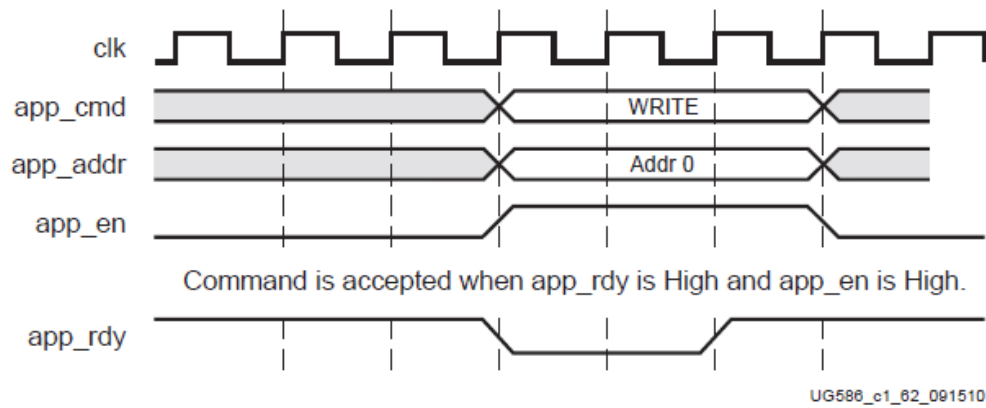 clk
app_cmd WRITE
app_addr Addr 0
app_en
Command is accepted when app_rdy is High and app_en is High.
app_rdy
UG586_c1_62_091510